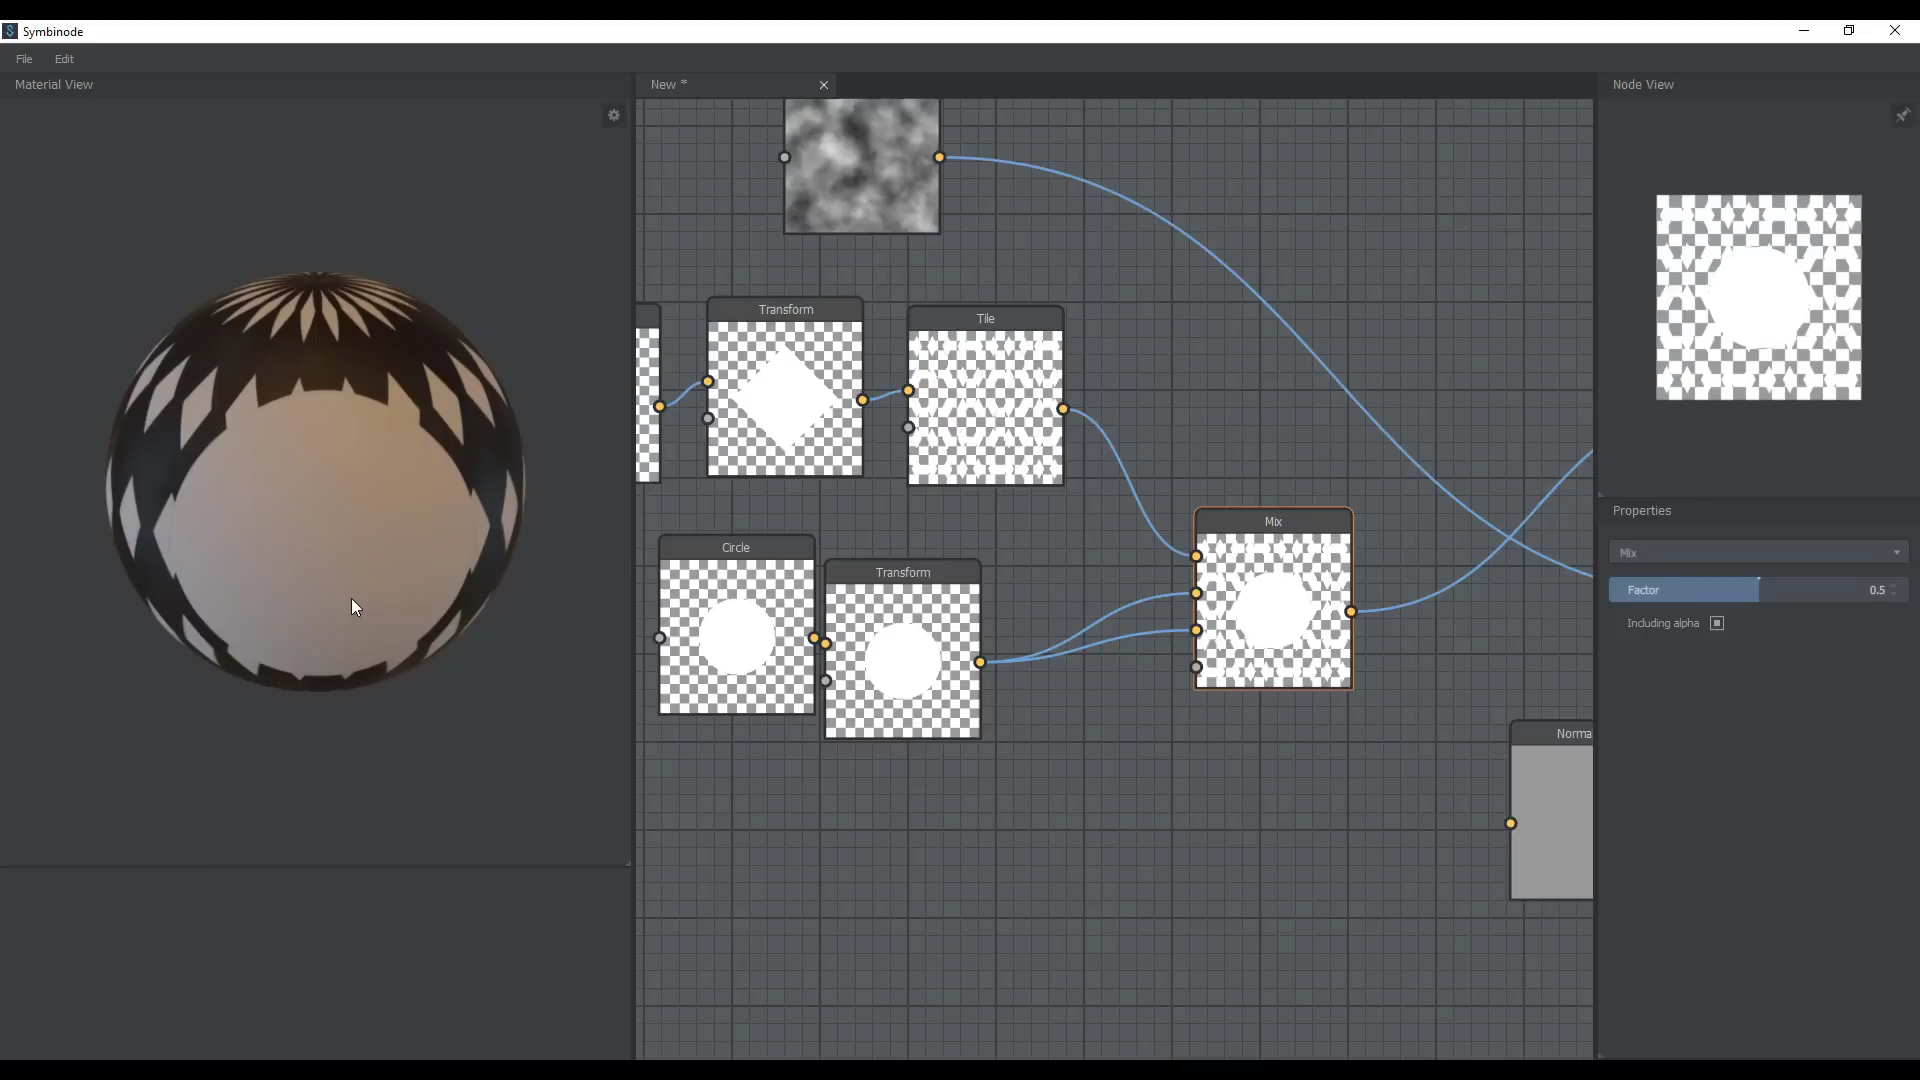 Symbinode
File Edit
Material View
New *
Node View
Transform
Tile
Mix
Circle
Transform
Norma
Properties
Mix
Factor 0.5
Including alpha